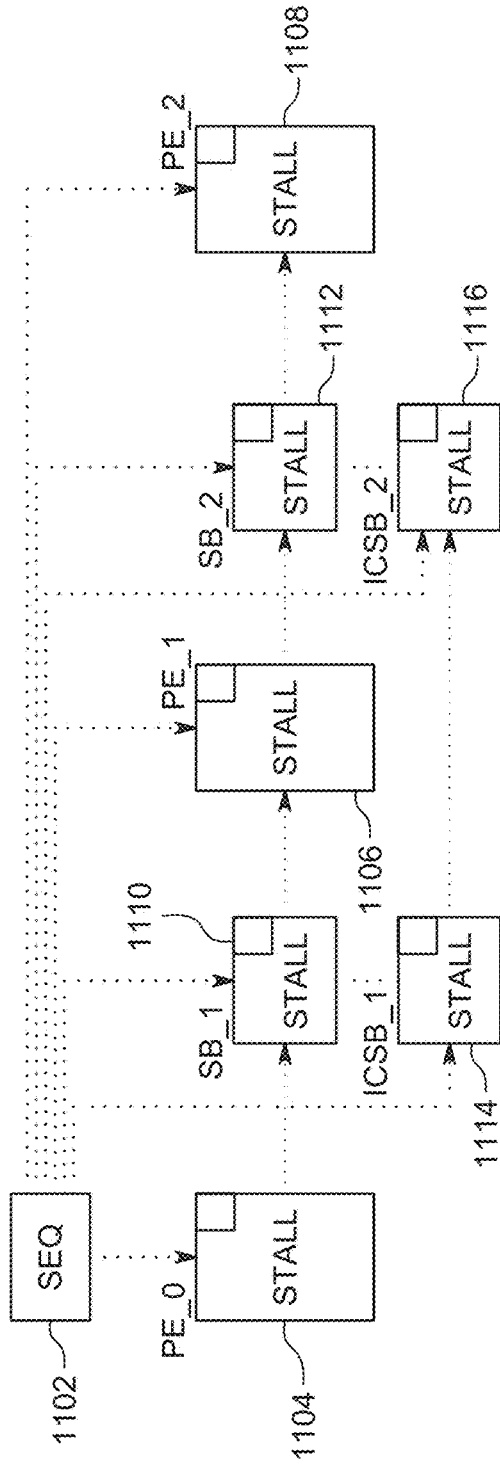 SEQ
1102
PE_0
STALL
1104
SB_1
1110
STALL
ICSB_1
STALL
1114
PE_1
STALL
1106
SB_2
STALL
1112
ICSB_2
STALL
1116
PE_2
STALL
1108